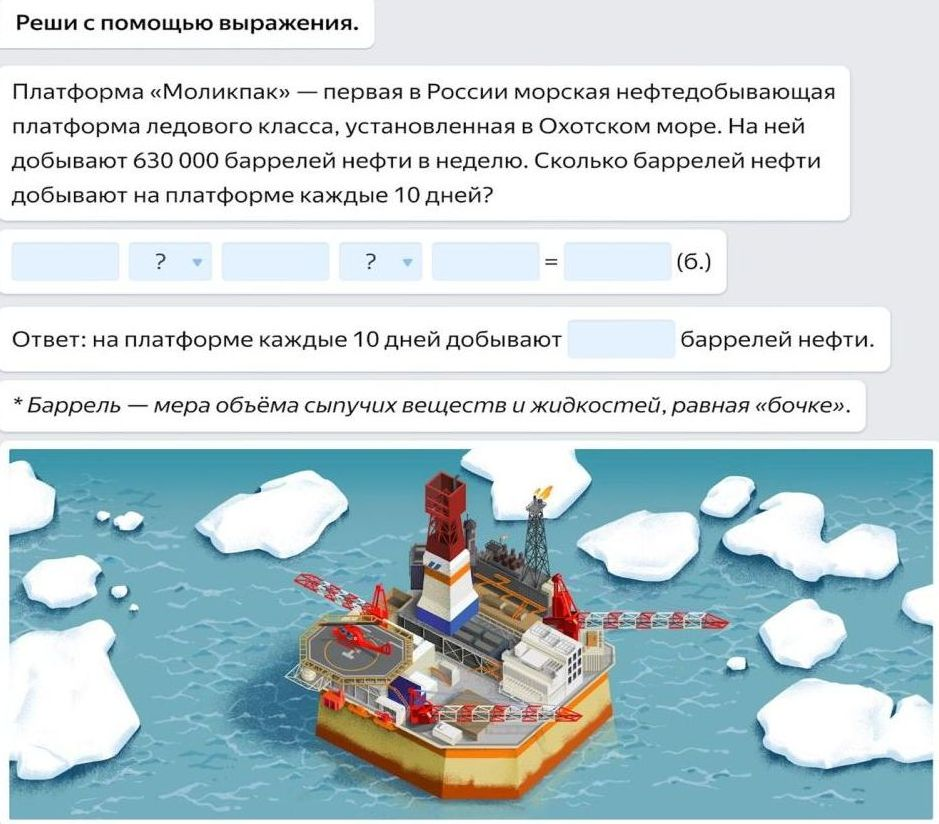 Реши с помощью выражения.
Платформа «Моликпак» — первая в России морская нефтедобывающая
платформа ледового класса, установленная в Охотском море. На ней
добывают 630 000 баррелей нефти в неделю. Сколько баррелей нефти
добывают на платформе каждые 10 дней?
? ? = (б.)
Ответ: на платформе каждые 10 дней добывают баррелей нефти.
* Баррель — мера объёма сыпучих веществ и жидкостей, равная «бочке».